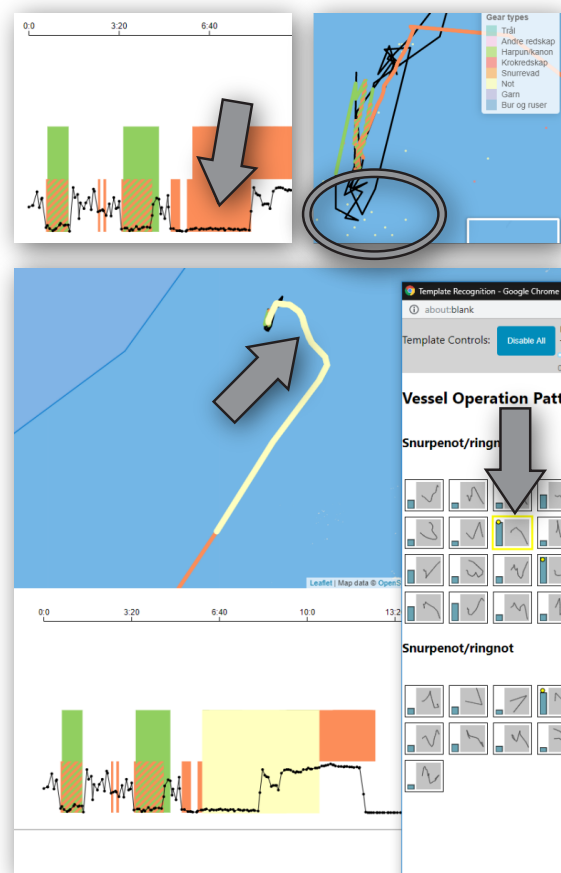 0:0 3:20 6:40
Gear types
Trål
Andre redskap
Harpun/kanon
Krokredskap
Snurrevad
Not
Garn
Bur og ruser
Leaflet | Map data © OpenS
Template Recognition - Google Chrome
about:blank
Template Controls: Disable All
Vessel Operation Patt
Snurpenot/ringn
Snurpenot/ringnot
0:0 3:20 6:40 10:0 13:2